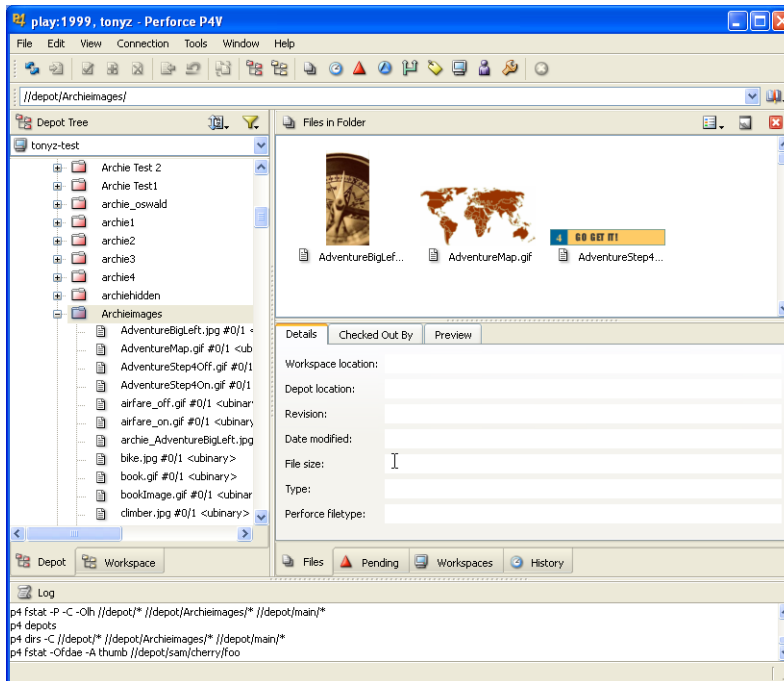 play:1999, tonyz - Perforce P4V
File Edit View Connection Tools Window Help
//depot/Archieimages/
Depot Tree
tonyz-test
Archie Test 2
Archie Test1
archie_oswald
archie1
archie2
archie3
archie4
archiehidden
Archieimages
AdventureBigLeft.jpg #0/1 <
AdventureMap.gif #0/1 <ub
AdventureStep4Off.gif #0/1
AdventureStep4On.gif #0/1
airfare_off.gif #0/1 <ubinar
airfare_on.gif #0/1 <ubinary
archie_AdventureBigLeft.jpg
bike.jpg #0/1 <ubinary>
book.gif #0/1 <ubinary>
bookImage.gif #0/1 <ubinar
climber.jpg #0/1 <ubinary>
Depot Workspace
Files in Folder
4 GO GET IT!
AdventureBigLef... AdventureMap.gif AdventureStep4...
Details Checked Out By Preview
Workspace location:
Depot location:
Revision:
Date modified:
File size:
Type:
Perforce filetype:
Files Pending Workspaces History
Log
p4 fstat -P -C -Olh //depot/* //depot/Archieimages/* //depot/main/*
p4 depots
p4 dirs -C //depot/* //depot/Archieimages/* //depot/main/*
p4 fstat -Ofdae -A thumb //depot/sam/cherry/foo